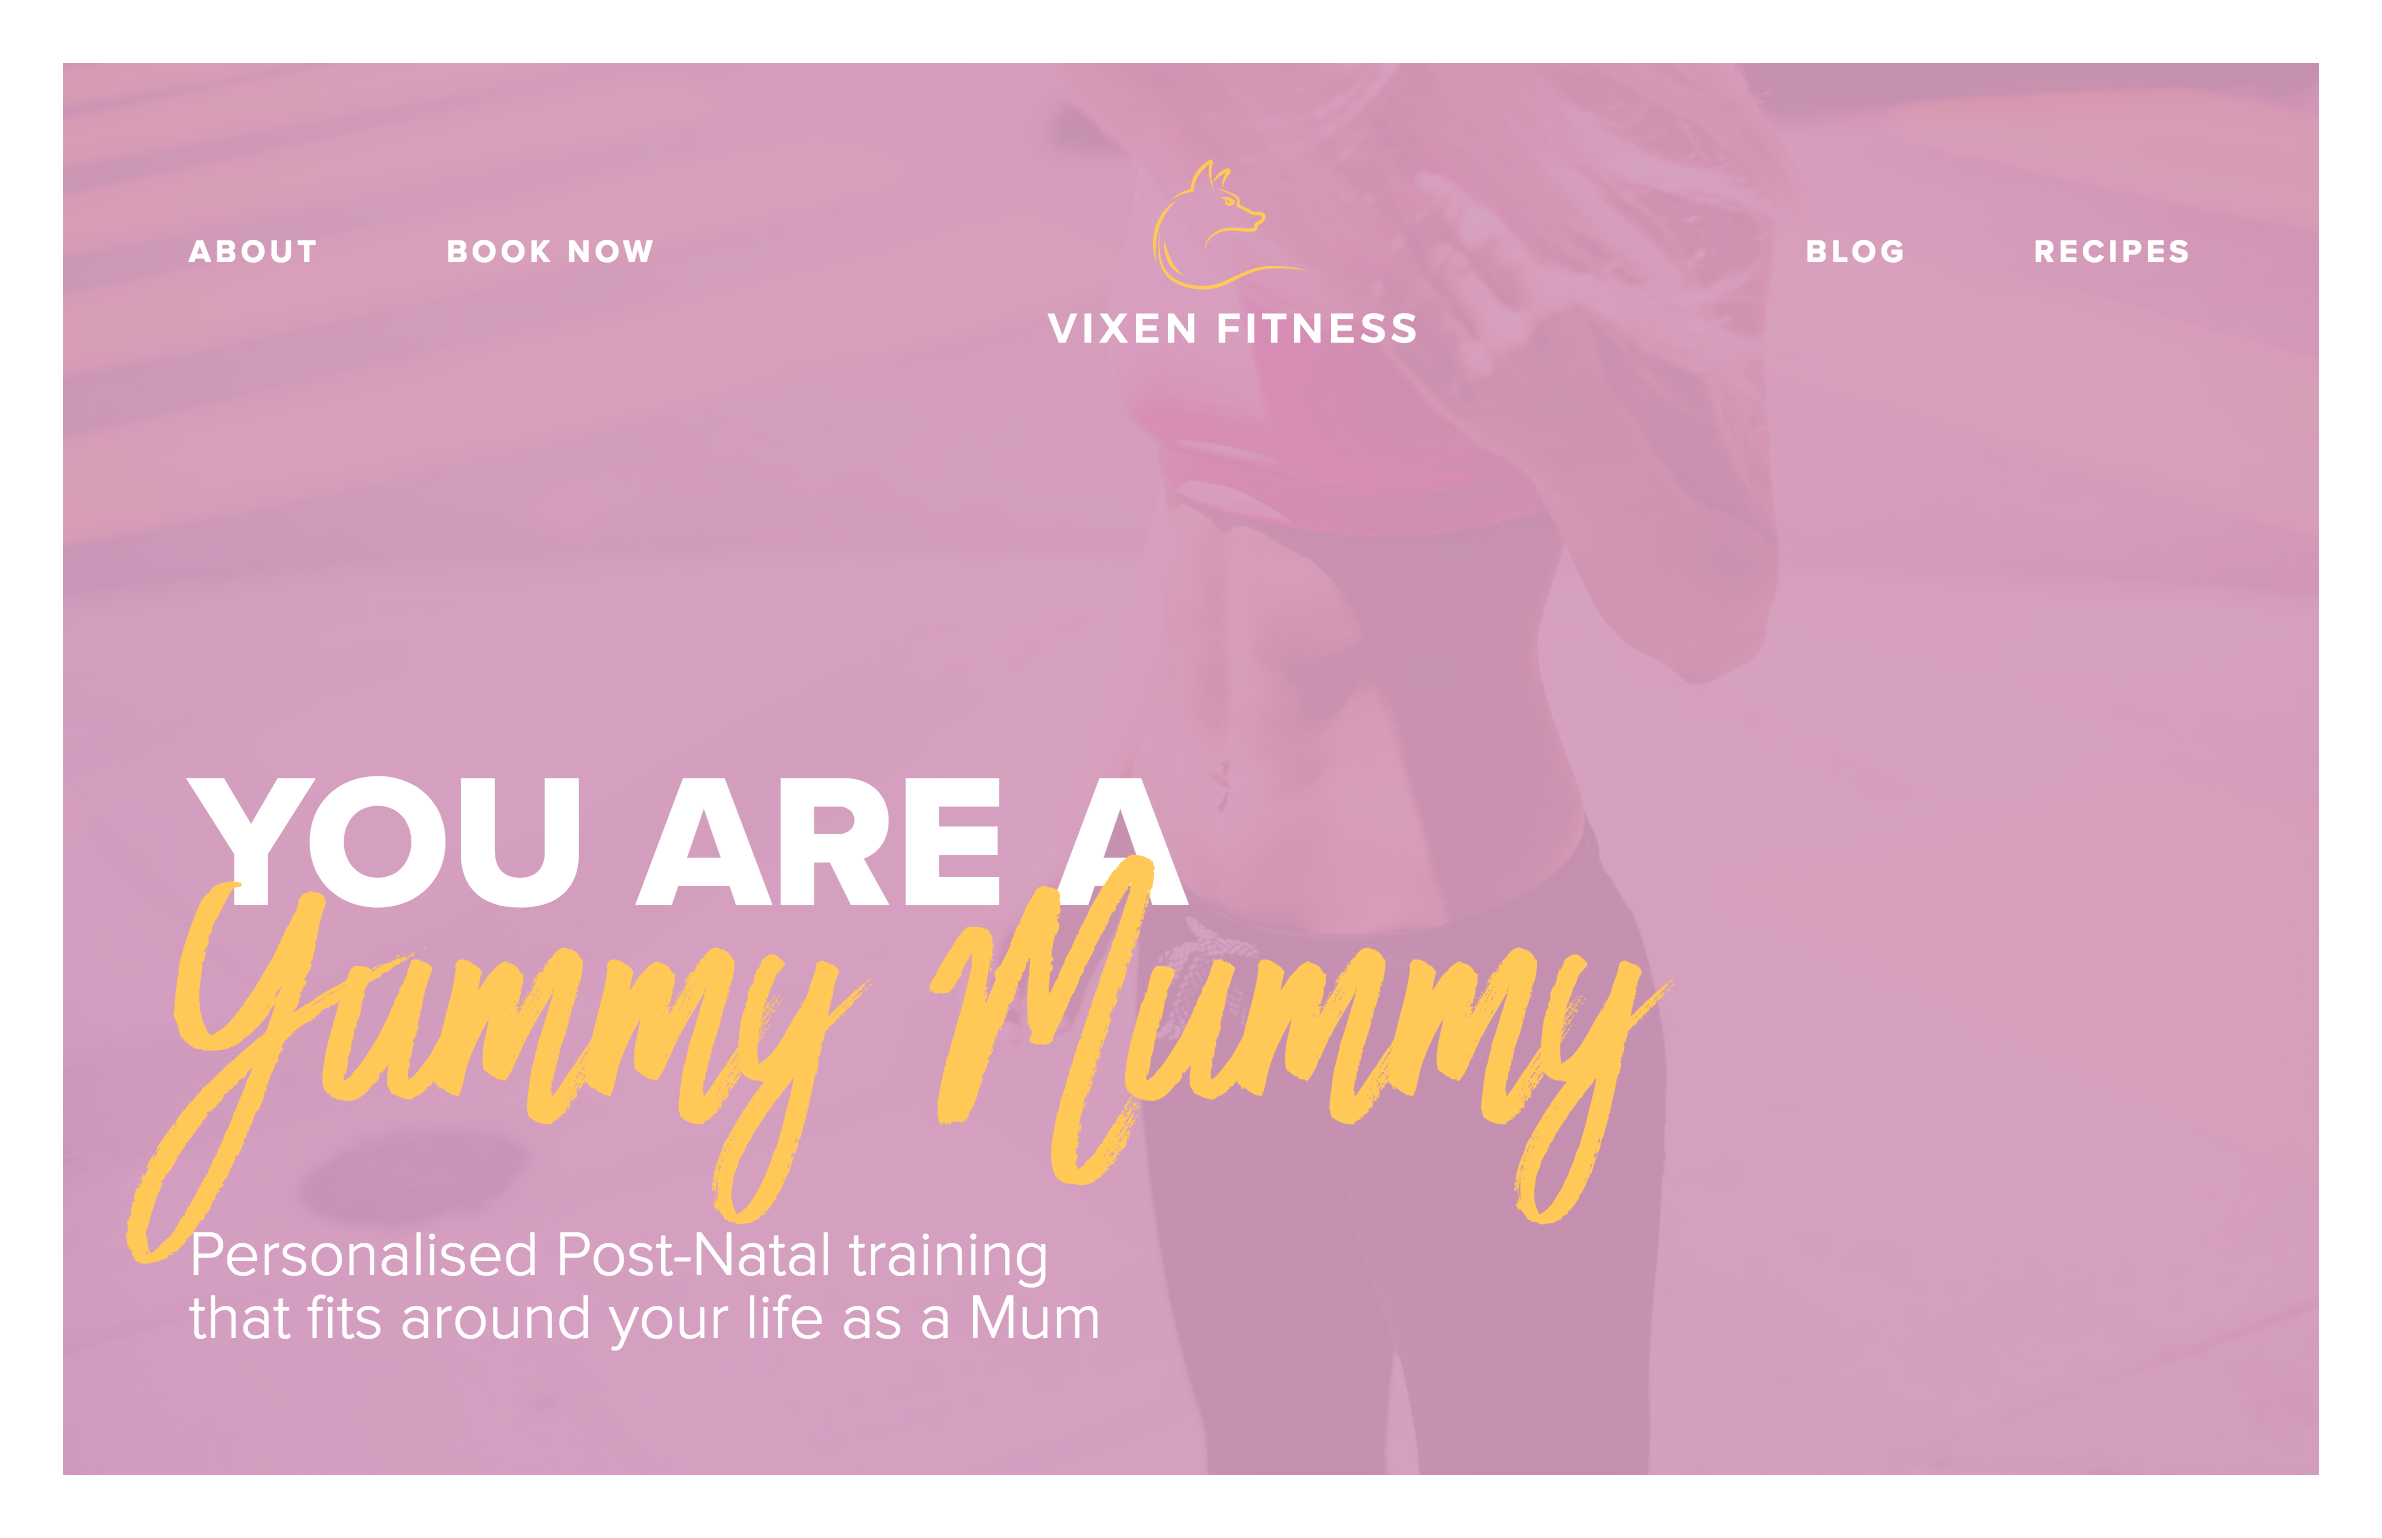 ABOUT
BOOK NOW
VIXEN FITNESS
BLOG
RECIPES
YOU ARE A
Yummy Mummy
Personalised Post-Natal training
that fits around your life as a Mum